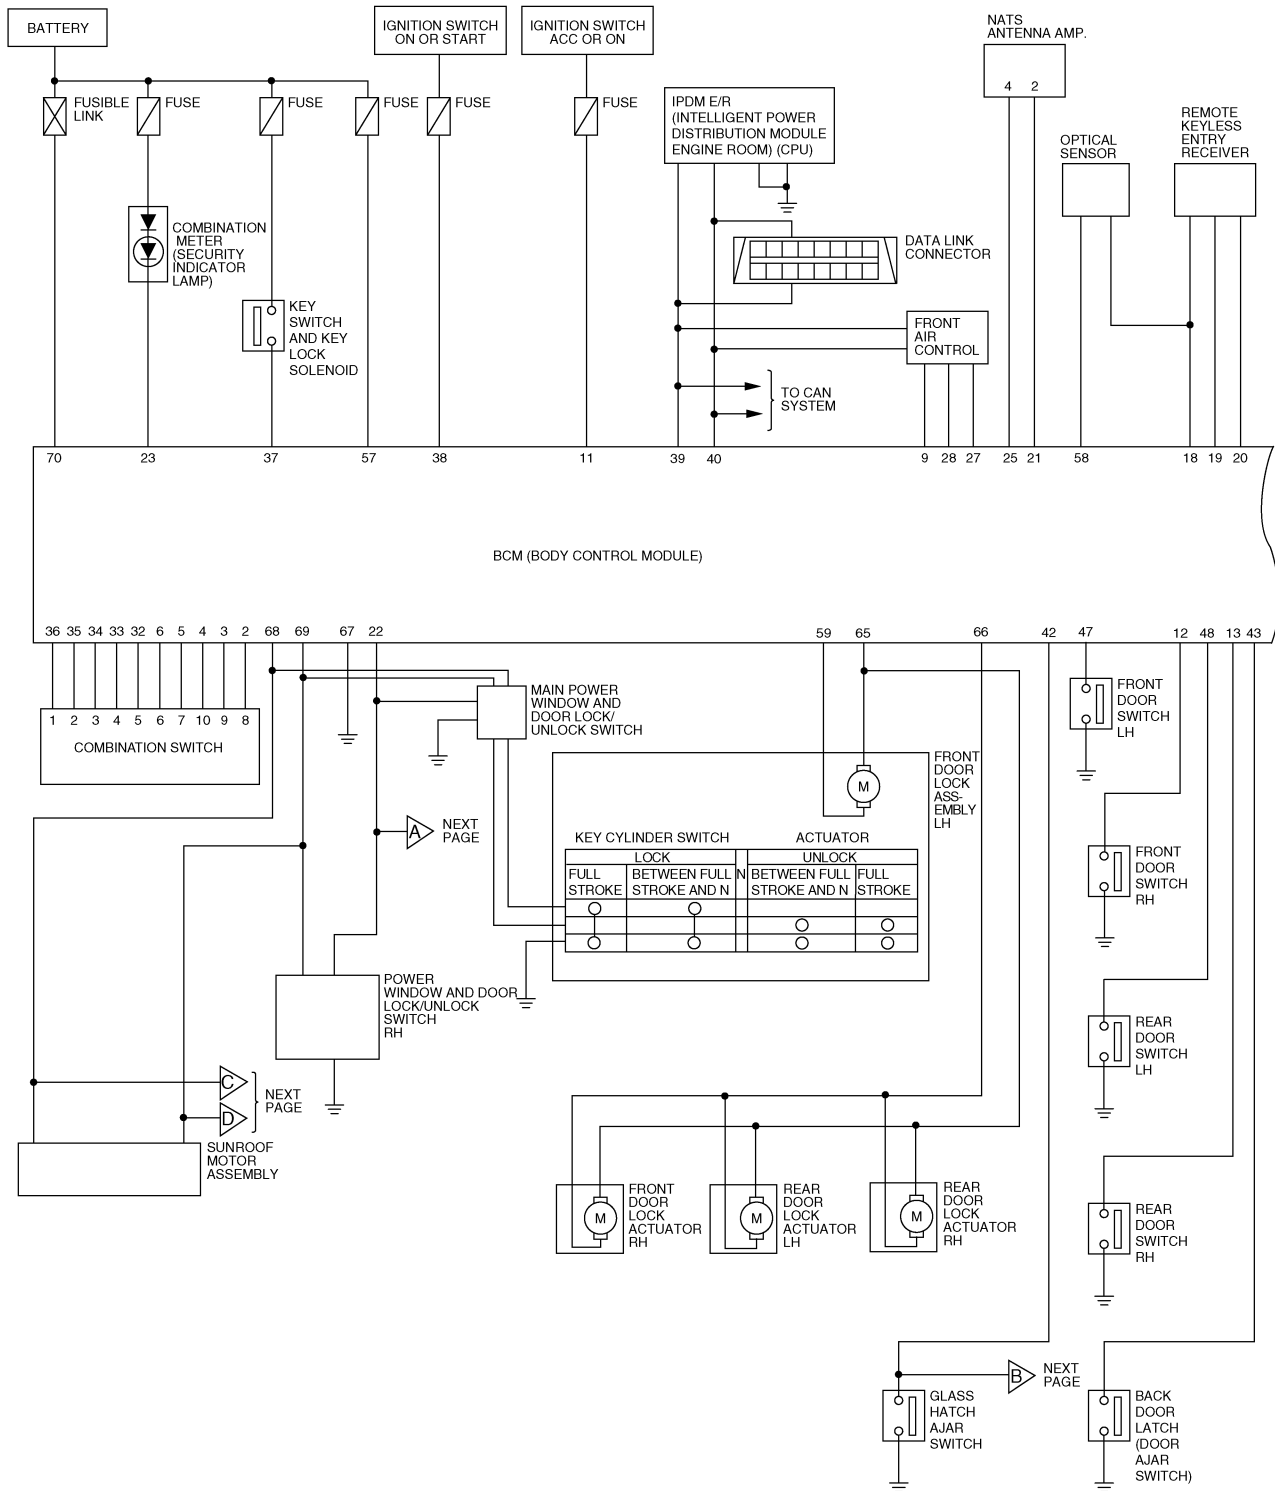 BATTERY
IGNITION SWITCH
ON OR START
IGNITION SWITCH
ACC OR ON
NATS
ANTENNA AMP.
4 2
FUSIBLE
LINK
FUSE
FUSE
FUSE
FUSE
FUSE
IPDM E/R
(INTELLIGENT POWER
DISTRIBUTION MODULE
ENGINE ROOM) (CPU)
OPTICAL
SENSOR
REMOTE
KEYLESS
ENTRY
RECEIVER
COMBINATION
METER
(SECURITY
INDICATOR
LAMP)
DATA LINK
CONNECTOR
KEY
SWITCH
AND KEY
LOCK
SOLENOID
FRONT
AIR
CONTROL
TO CAN
SYSTEM
70 23 37 57 38 11 39 40 9 28 27 25 21 58 18 19 20
BCM (BODY CONTROL MODULE)
36 35 34 33 32 6 5 4 3 2 68 69 67 22 59 65 66 42 47 12 48 13 43
1 2 3 4 5 6 7 10 9 8
COMBINATION SWITCH
MAIN POWER
WINDOW AND
DOOR LOCK/
UNLOCK SWITCH
FRONT
DOOR
SWITCH
LH
M
FRONT
DOOR
LOCK
ASS-
EMBLY
LH
A
NEXT
PAGE
KEY CYLINDER SWITCH
ACTUATOR
LOCK
UNLOCK
FULL
STROKE
BETWEEN FULL
STROKE AND N
N
BETWEEN FULL
STROKE AND N
FULL
STROKE
FRONT
DOOR
SWITCH
RH
POWER
WINDOW AND DOOR
LOCK/UNLOCK
SWITCH
RH
REAR
DOOR
SWITCH
LH
C
D
NEXT
PAGE
SUNROOF
MOTOR
ASSEMBLY
M
FRONT
DOOR
LOCK
ACTUATOR
RH
M
REAR
DOOR
LOCK
ACTUATOR
LH
M
REAR
DOOR
LOCK
ACTUATOR
RH
REAR
DOOR
SWITCH
RH
B
NEXT
PAGE
GLASS
HATCH
AJAR
SWITCH
BACK
DOOR
LATCH
(DOOR
AJAR
SWITCH)